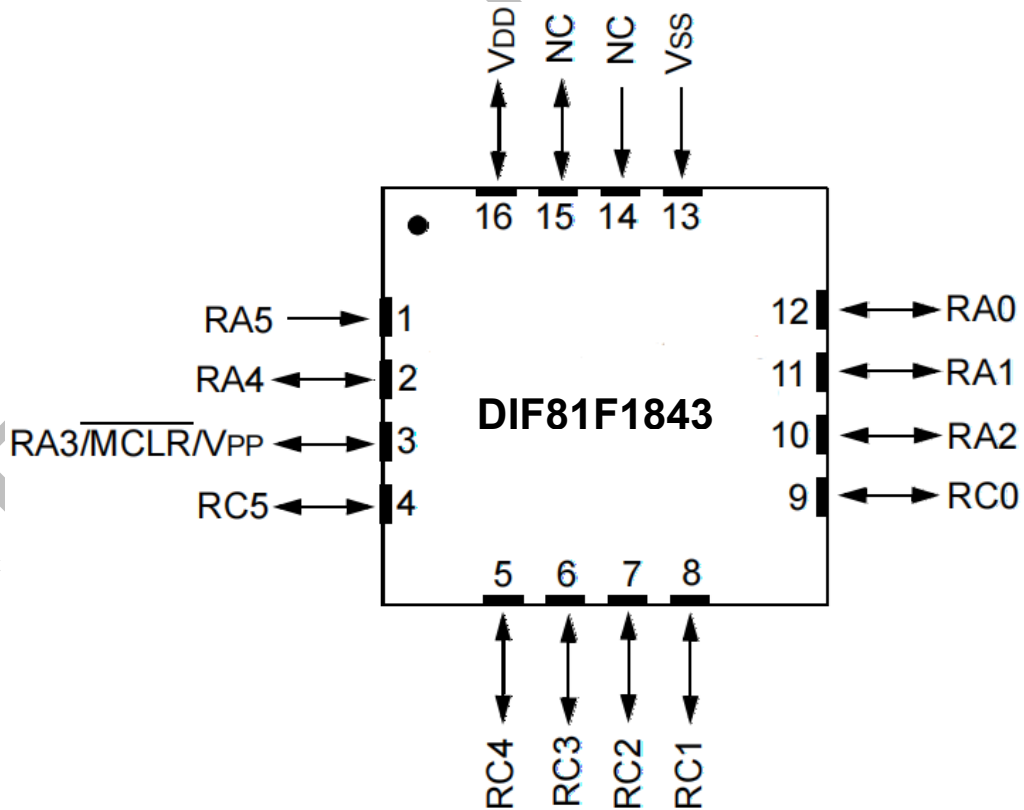 VDD NC NC VSS
16 15 14 13
RA5 1 12 RA0
RA4 2 11 RA1
DIF81F1843
RA3/MCLR/VPP 3 10 RA2
RC5 4 9 RC0
5 6 7 8
RC4 RC3 RC2 RC1